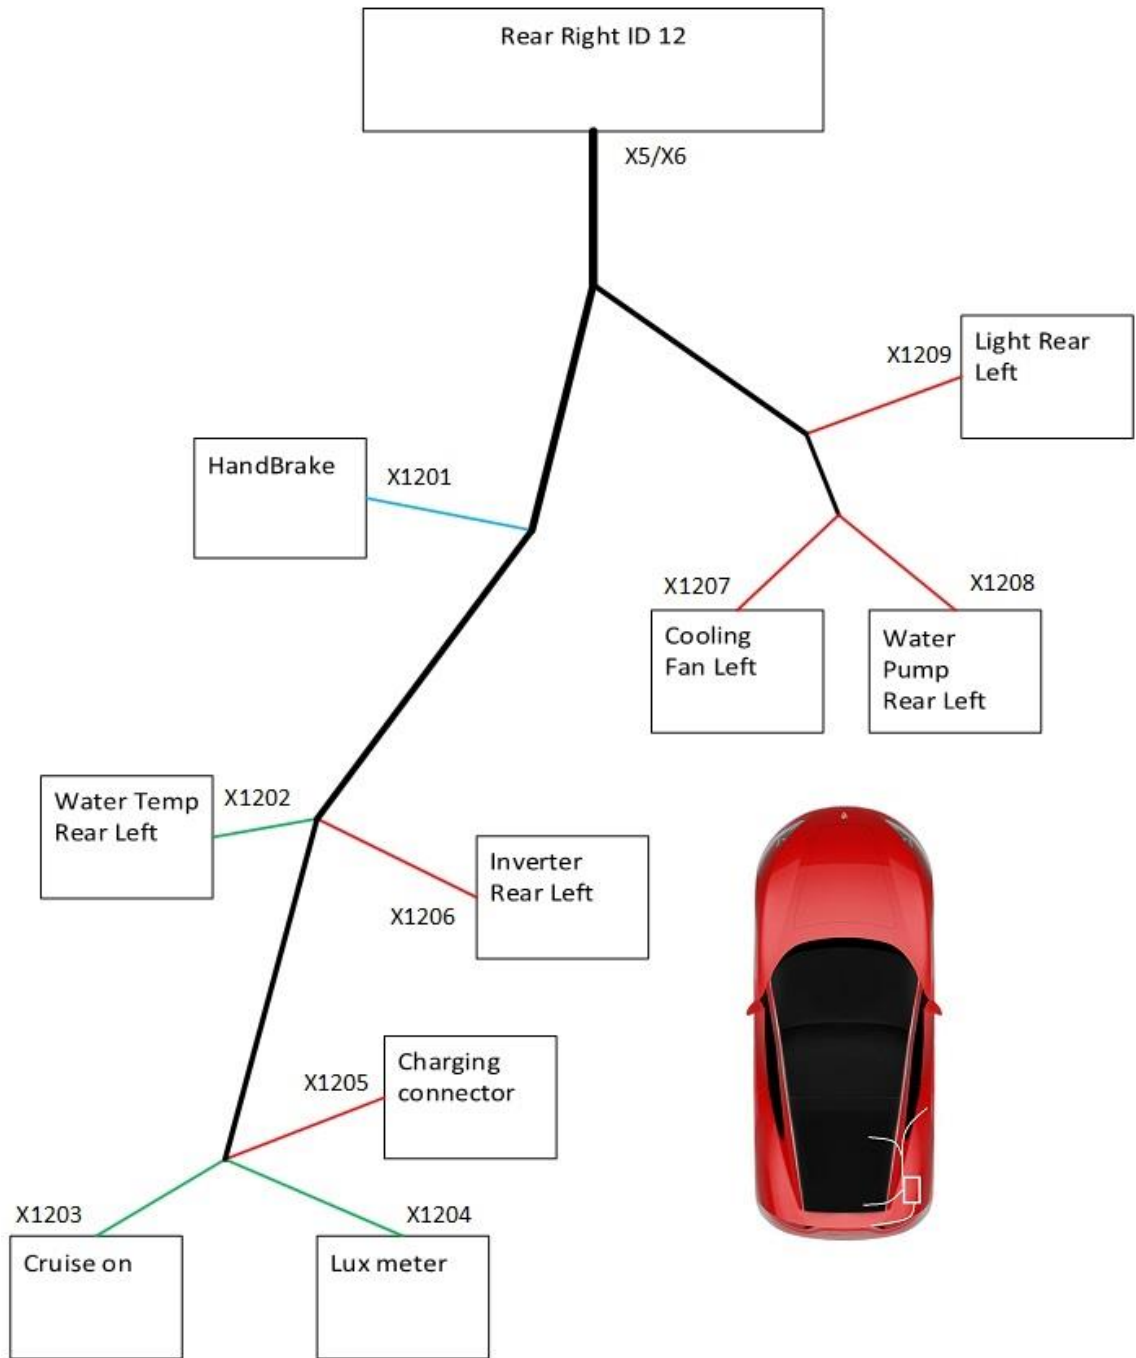 Rear Right ID 12
X5/X6
X1209
Light Rear
Left
HandBrake
X1201
X1207
X1208
Cooling
Fan Left
Water
Pump
Rear Left
Water Temp
Rear Left
X1202
Inverter
Rear Left
X1206
Charging
connector
X1205
X1203
X1204
Cruise on
Lux meter